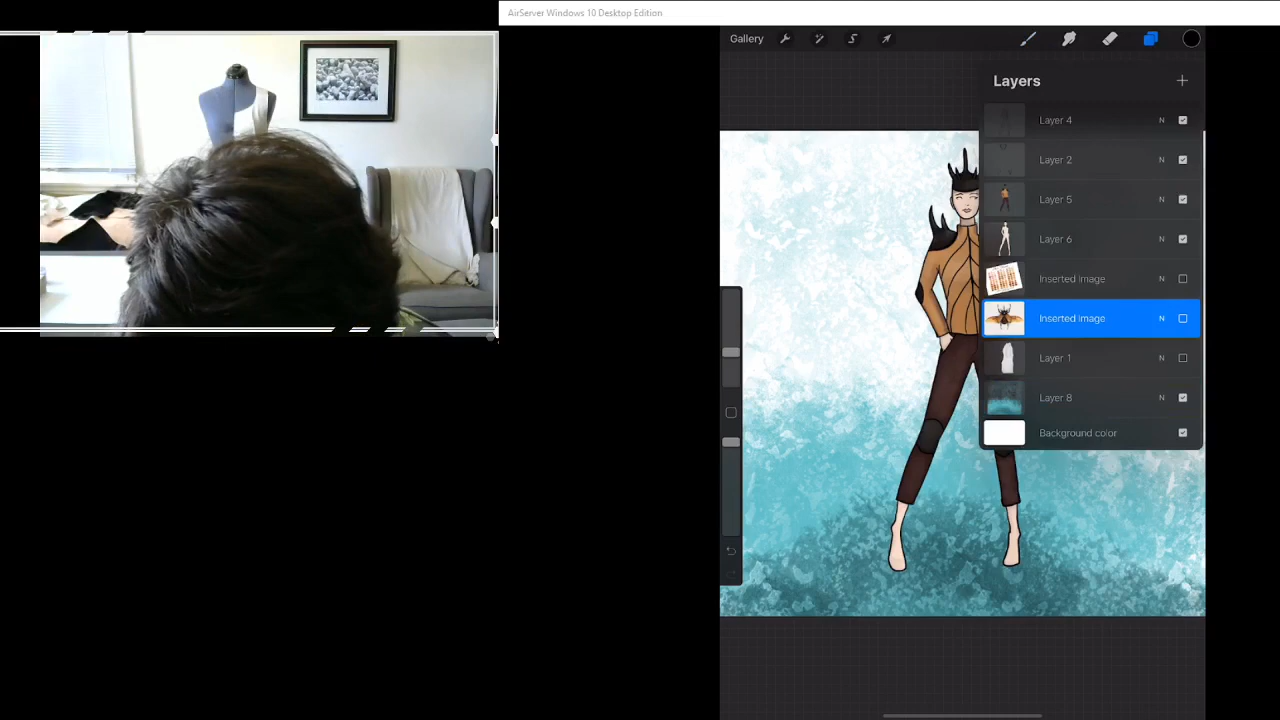 AirServer Windows 10 Desktop Edition
Gallery
Layers
Layer 4 N
Layer 2 N
Layer 5 N
Layer 6 N
Inserted Image N
Inserted Image N
Layer 1 N
Layer 8 N
Background color